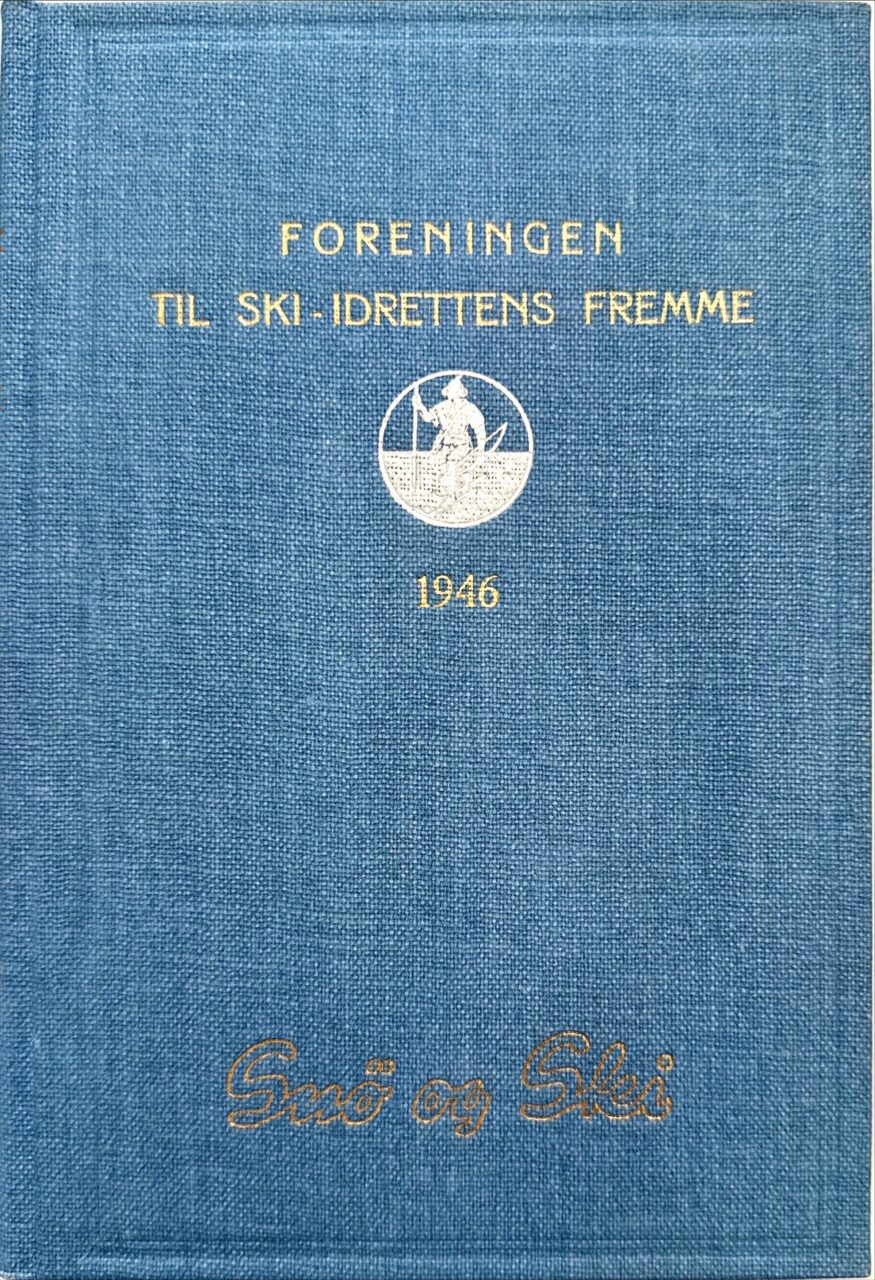 FORENINGEN
TIL SKI-IDRETTENS FREMME
1946
Snö og Ski